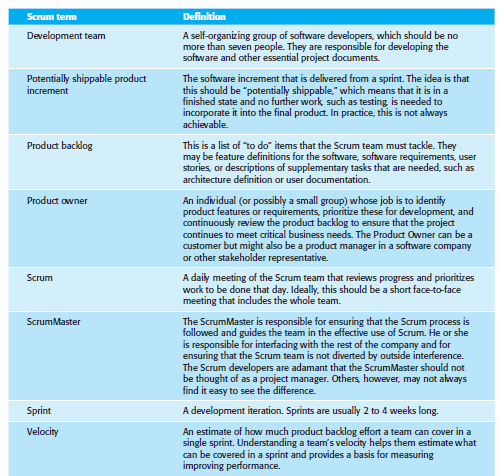 Scrum term Definition
Development team A self-organizing group of software developers, which should be no
more than seven people. They are responsible for developing the
software and other essential project documents.
Potentially shippable product The software increment that is delivered from a sprint. The idea is that
increment this should be “potentially shippable,” which means that it is in a
finished state and no further work, such as testing, is needed to
incorporate it into the final product. In practice, this is not always
achievable.
Product backlog This is a list of “to do” items that the Scrum team must tackle. They
may be feature definitions for the software, software requirements, user
stories, or descriptions of supplementary tasks that are needed, such as
architecture definition or user documentation.
Product owner An individual (or possibly a small group) whose job is to identify
product features or requirements, prioritize these for development, and
continuously review the product backlog to ensure that the project
continues to meet critical business needs. The Product Owner can be a
customer but might also be a product manager in a software company
or other stakeholder representative.
Scrum A daily meeting of the Scrum team that reviews progress and prioritizes
work to be done that day. Ideally, this should be a short face-to-face
meeting that includes the whole team.
ScrumMaster The ScrumMaster is responsible for ensuring that the Scrum process is
followed and guides the team in the effective use of Scrum. He or she
is responsible for interfacing with the rest of the company and for
ensuring that the Scrum team is not diverted by outside interference.
The Scrum developers are adamant that the ScrumMaster should not
be thought of as a project manager. Others, however, may not always
find it easy to see the difference.
Sprint A development iteration. Sprints are usually 2 to 4 weeks long.
Velocity An estimate of how much product backlog effort a team can cover in a
single sprint. Understanding a team’s velocity helps them estimate what
can be covered in a sprint and provides a basis for measuring
improving performance.